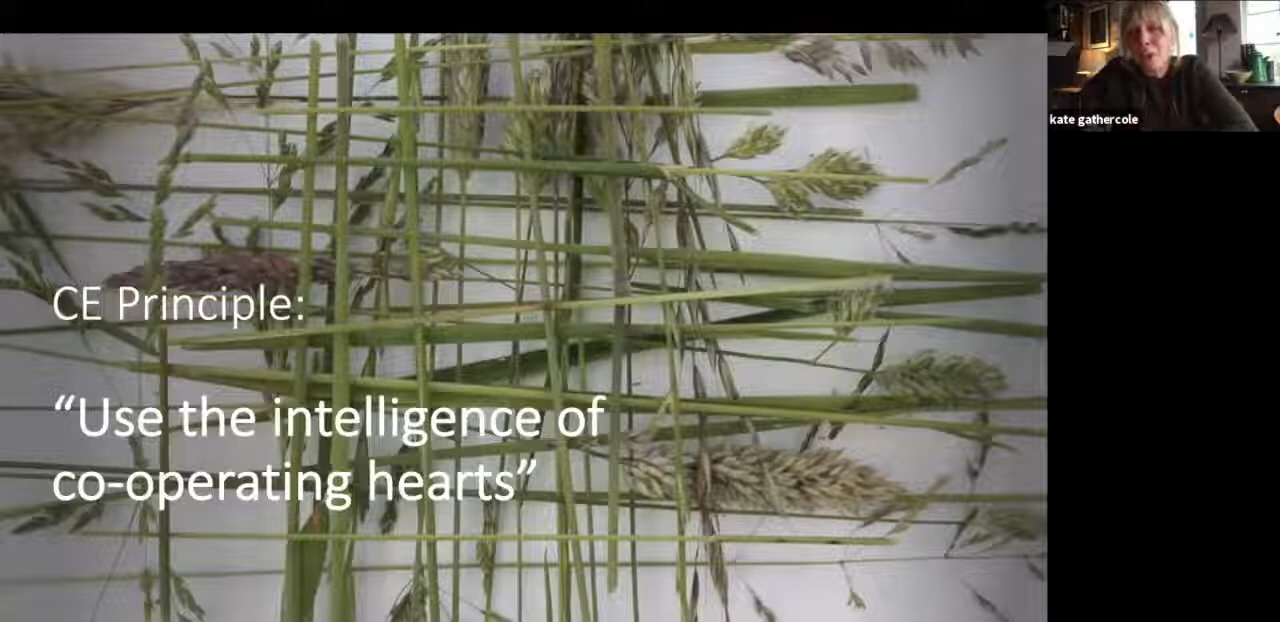 kate gathercole
CE Principle:
“Use the intelligence of
co-operating hearts”